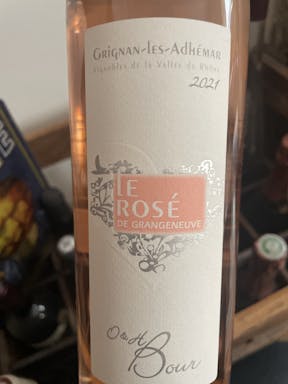 Grignan-les-Adhémar
Vignobles de la Vallée du Rhône
2021
LE
ROSÉ
DE GRANGENEUVE
O & H Bour